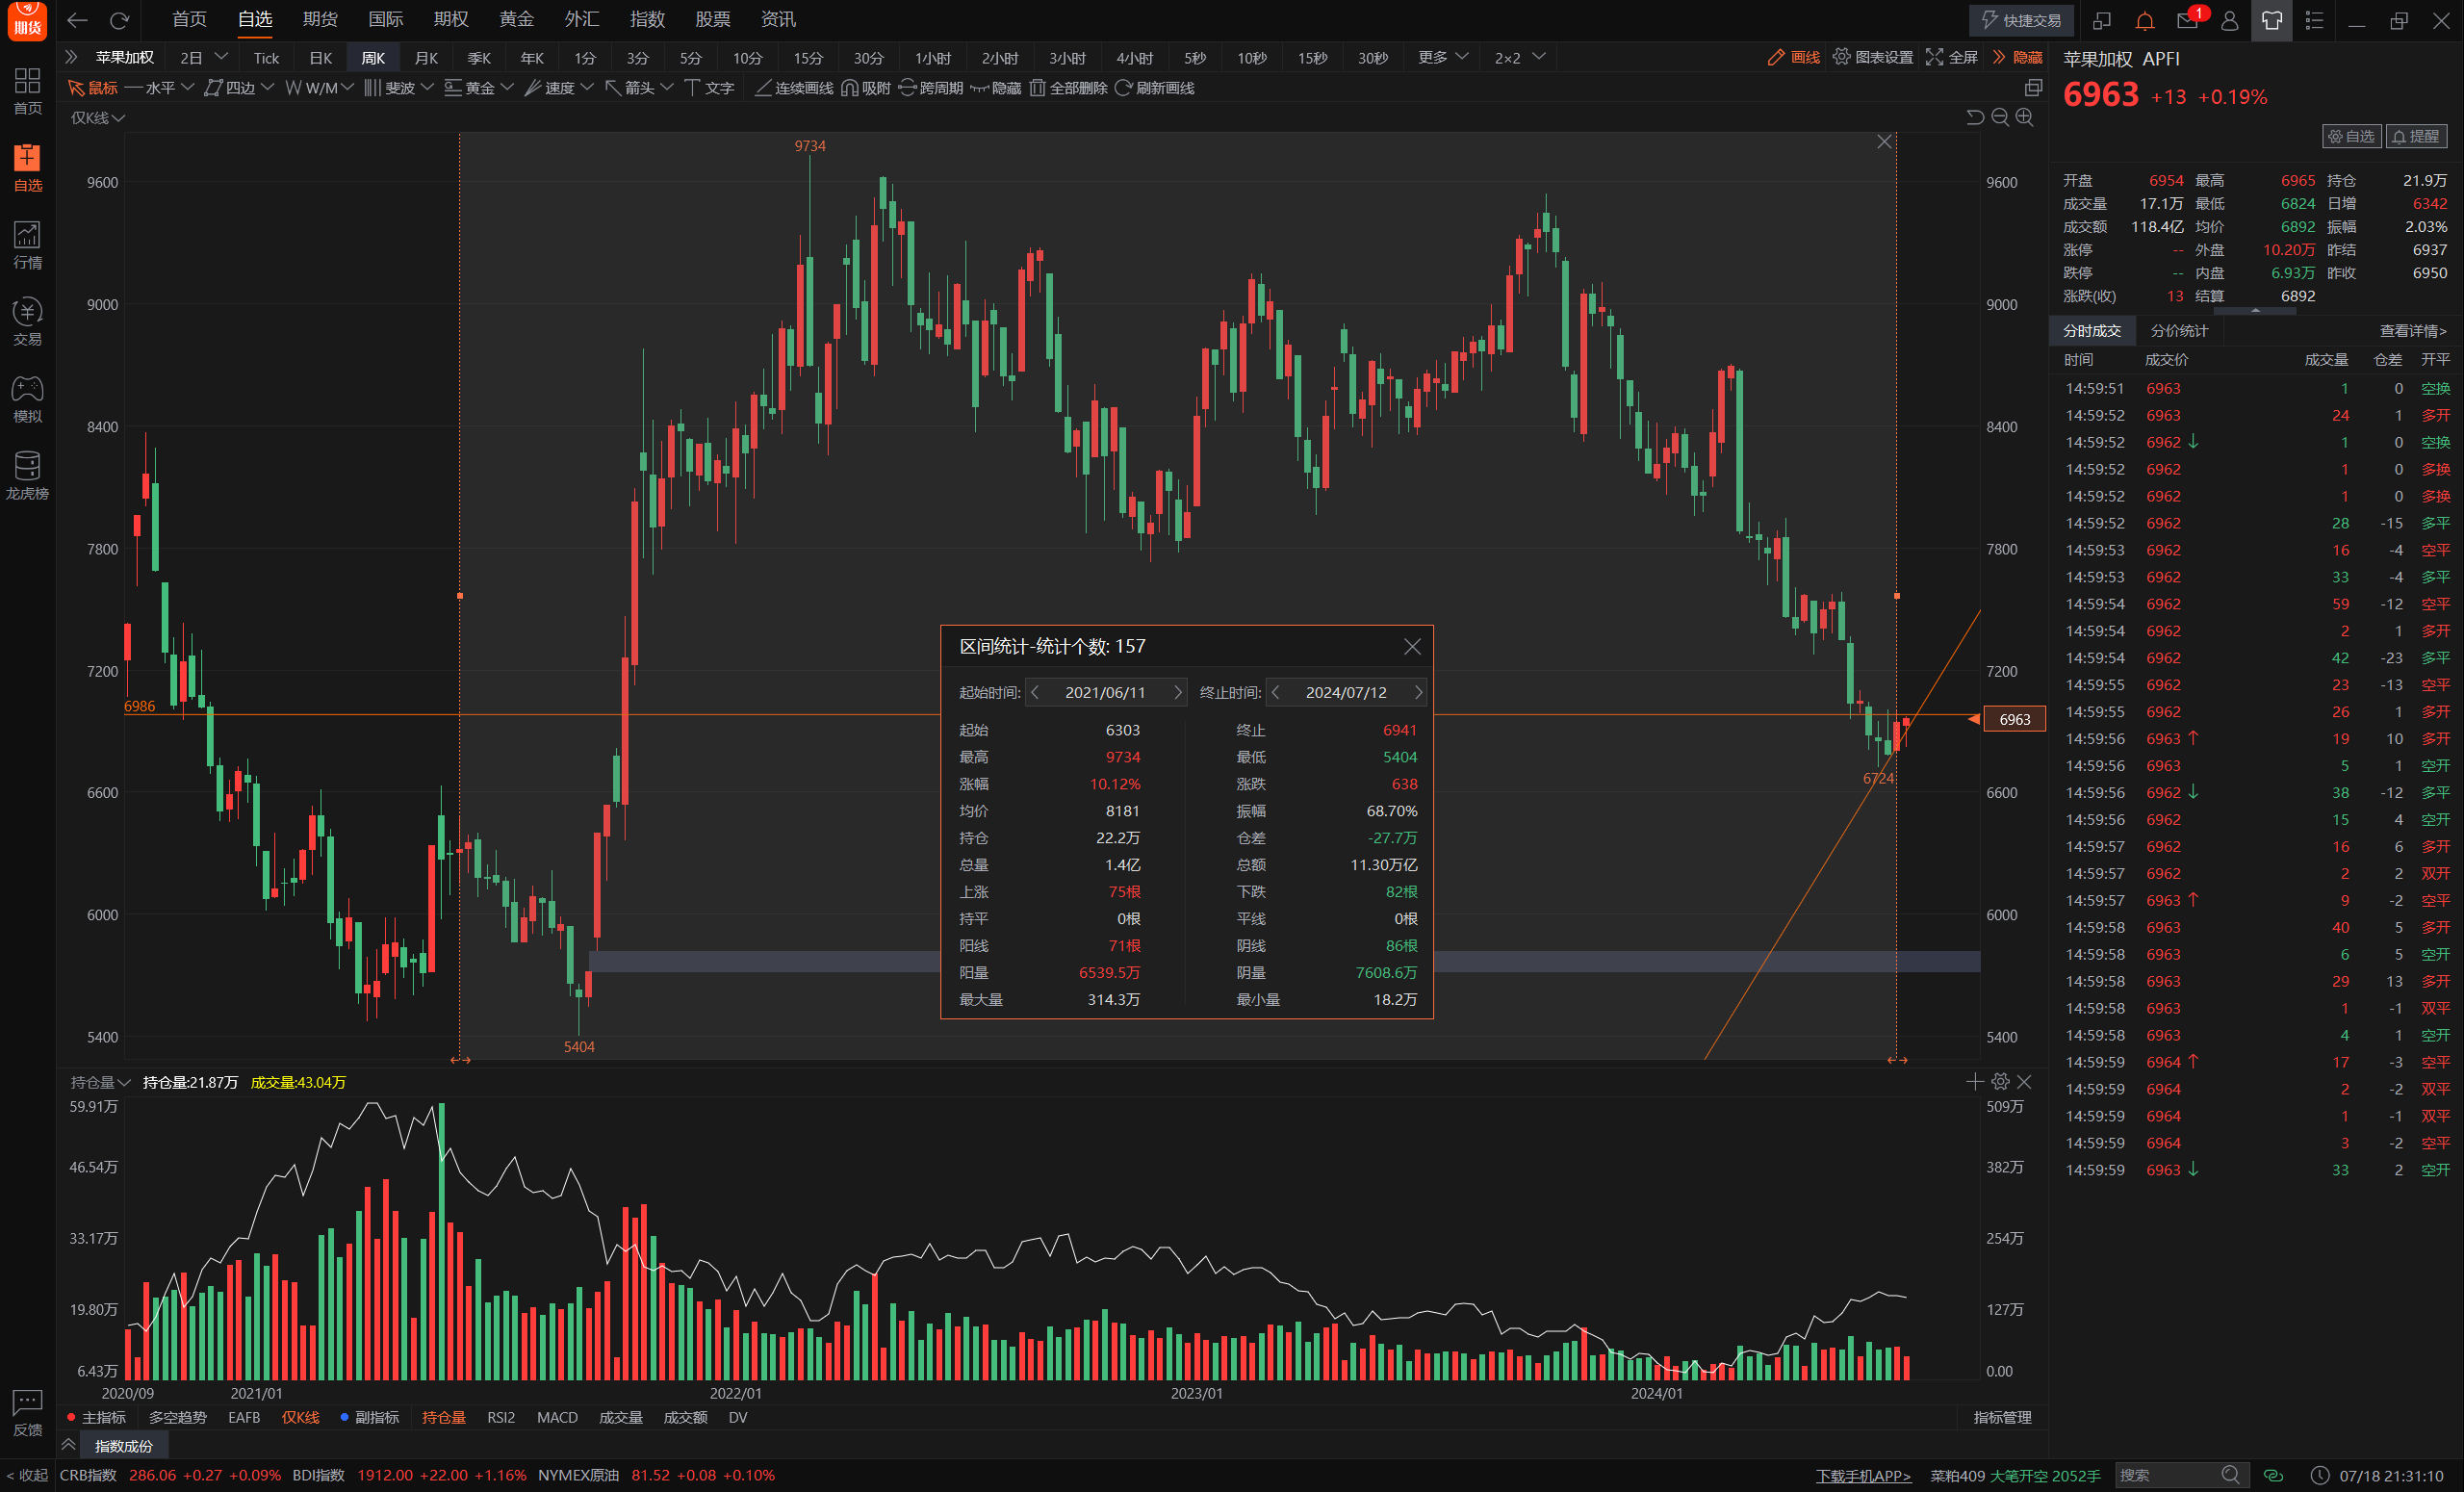 期货
首页 自选 期货 国际 期权 黄金 外汇 指数 股票 资讯 快捷交易 1
苹果加权 2日 Tick 日K 周K 月K 季K 年K 1分 3分 5分 10分 15分 30分 1小时 2小时 3小时 4小时 5秒 10秒 15秒 30秒 更多 2×2 画线 图表设置 全屏 隐藏
鼠标 水平 四边 W/M 斐波 黄金 速度 箭头 文字 连续画线 吸附 跨周期 隐藏 全部删除 刷新画线
仅K线
首页
自选
行情
交易
模拟
龙虎榜
反馈
< 收起
9734
9600 9600
9000 9000
8400 8400
7800 7800
7200 7200
6986
6963
6724
6600 6600
6000 6000
5400 5400
5404
区间统计-统计个数: 157
起始时间: 2021/06/11 终止时间: 2024/07/12
起始 6303 终止 6941
最高 9734 最低 5404
涨幅 10.12% 涨跌 638
均价 8181 振幅 68.70%
持仓 22.2万 仓差 -27.7万
总量 1.4亿 总额 11.30万亿
上涨 75根 下跌 82根
持平 0根 平线 0根
阳线 71根 阴线 86根
阳量 6539.5万 阴量 7608.6万
最大量 314.3万 最小量 18.2万
持仓量 持仓量:21.87万 成交量:43.04万
59.91万 509万
46.54万 382万
33.17万 254万
19.80万 127万
6.43万 0.00
2020/09 2021/01 2022/01 2023/01 2024/01
主指标 多空趋势 EAFB 仅K线 副指标 持仓量 RSI2 MACD 成交量 成交额 DV 指标管理
指数成份
苹果加权 APFI
6963 +13 +0.19%
自选 提醒
开盘 6954 最高 6965 持仓 21.9万
成交量 17.1万 最低 6824 日增 6342
成交额 118.4亿 均价 6892 振幅 2.03%
涨停 -- 外盘 10.20万 昨结 6937
跌停 -- 内盘 6.93万 昨收 6950
涨跌(收) 13 结算 6892
分时成交 分价统计 查看详情>
时间 成交价 成交量 仓差 开平
14:59:51 6963 1 0 空换
14:59:52 6963 24 1 多开
14:59:52 6962↓ 1 0 空换
14:59:52 6962 1 0 多换
14:59:52 6962 1 0 多换
14:59:52 6962 28 -15 多平
14:59:53 6962 16 -4 空平
14:59:53 6962 33 -4 多平
14:59:54 6962 59 -12 空平
14:59:54 6962 2 1 多开
14:59:54 6962 42 -23 多平
14:59:55 6962 23 -13 空平
14:59:55 6962 26 1 多开
14:59:56 6963↑ 19 10 多开
14:59:56 6963 5 1 空开
14:59:56 6962↓ 38 -12 多平
14:59:56 6962 15 4 空开
14:59:57 6962 16 6 多开
14:59:57 6962 2 2 双开
14:59:57 6963↑ 9 -2 空平
14:59:58 6963 40 5 多开
14:59:58 6963 6 5 空开
14:59:58 6963 29 13 多开
14:59:58 6963 1 -1 双平
14:59:58 6963 4 1 空开
14:59:59 6964↑ 17 -3 空平
14:59:59 6964 2 -2 双平
14:59:59 6964 1 -1 双平
14:59:59 6964 3 -2 空平
14:59:59 6963↓ 33 2 空开
CRB指数 286.06 +0.27 +0.09% BDI指数 1912.00 +22.00 +1.16% NYMEX原油 81.52 +0.08 +0.10% 下载手机APP> 菜粕409 大笔开空 2052手 搜索 07/18 21:31:10